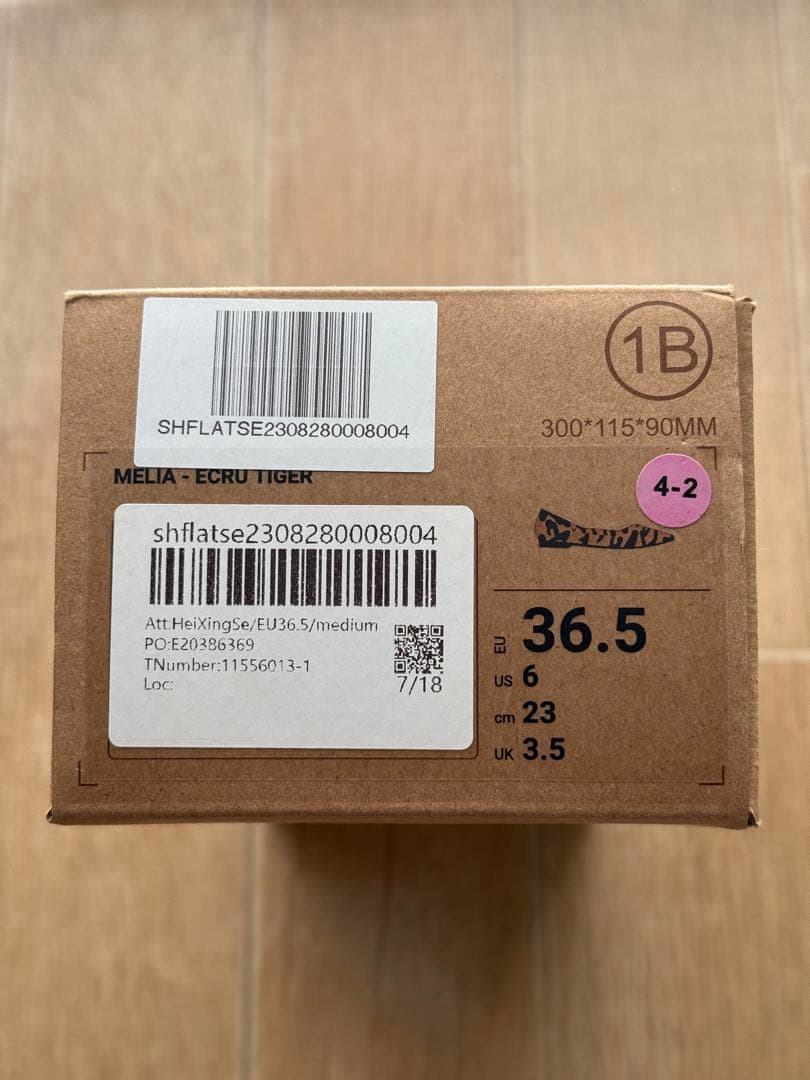 1B
SHFLATSE2308280008004
300*115*90MM
MELIA - ECRU TIGER
4-2
shflatse2308280008004
Att:HeiXingSe/EU36.5/medium
PO:E20386369
TNumber:11556013-1
Loc:
7/18
EU 36.5
US 6
cm 23
UK 3.5